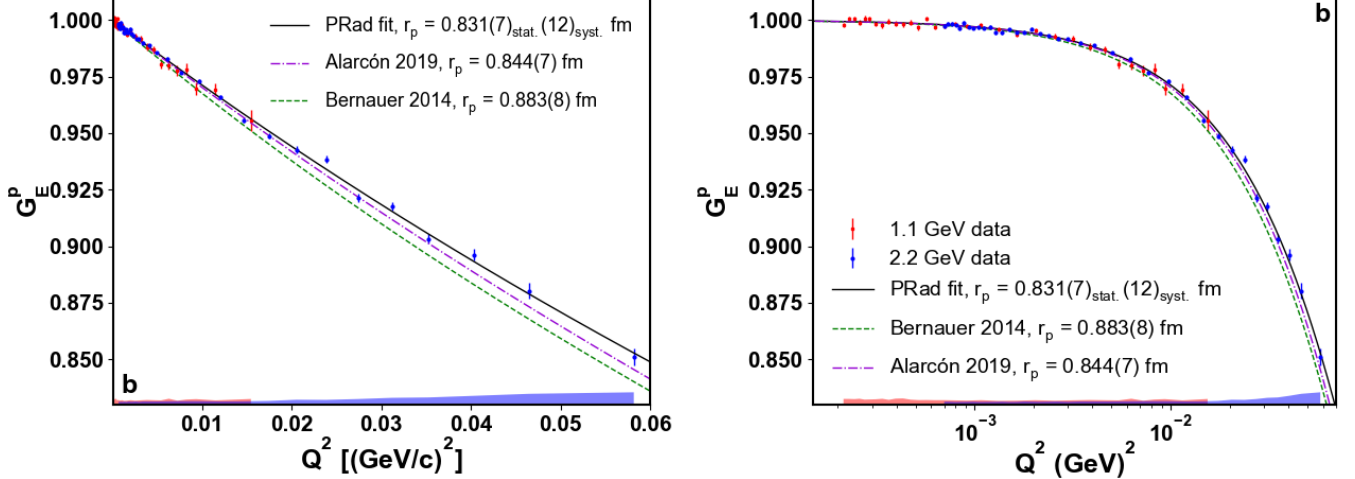 1.000
0.975
0.950
0.925
0.900
0.875
0.850
G_E^p
PRad fit, r_p = 0.831(7)_stat. (12)_syst. fm
Alarcón 2019, r_p = 0.844(7) fm
Bernauer 2014, r_p = 0.883(8) fm
b
0.01 0.02 0.03 0.04 0.05 0.06
Q^2 [(GeV/c)^2]
b
1.000
0.975
0.950
0.925
0.900
0.875
0.850
G_E^p
1.1 GeV data
2.2 GeV data
PRad fit, r_p = 0.831(7)_stat. (12)_syst. fm
Bernauer 2014, r_p = 0.883(8) fm
Alarcón 2019, r_p = 0.844(7) fm
10^-3 10^-2
Q^2 (GeV)^2